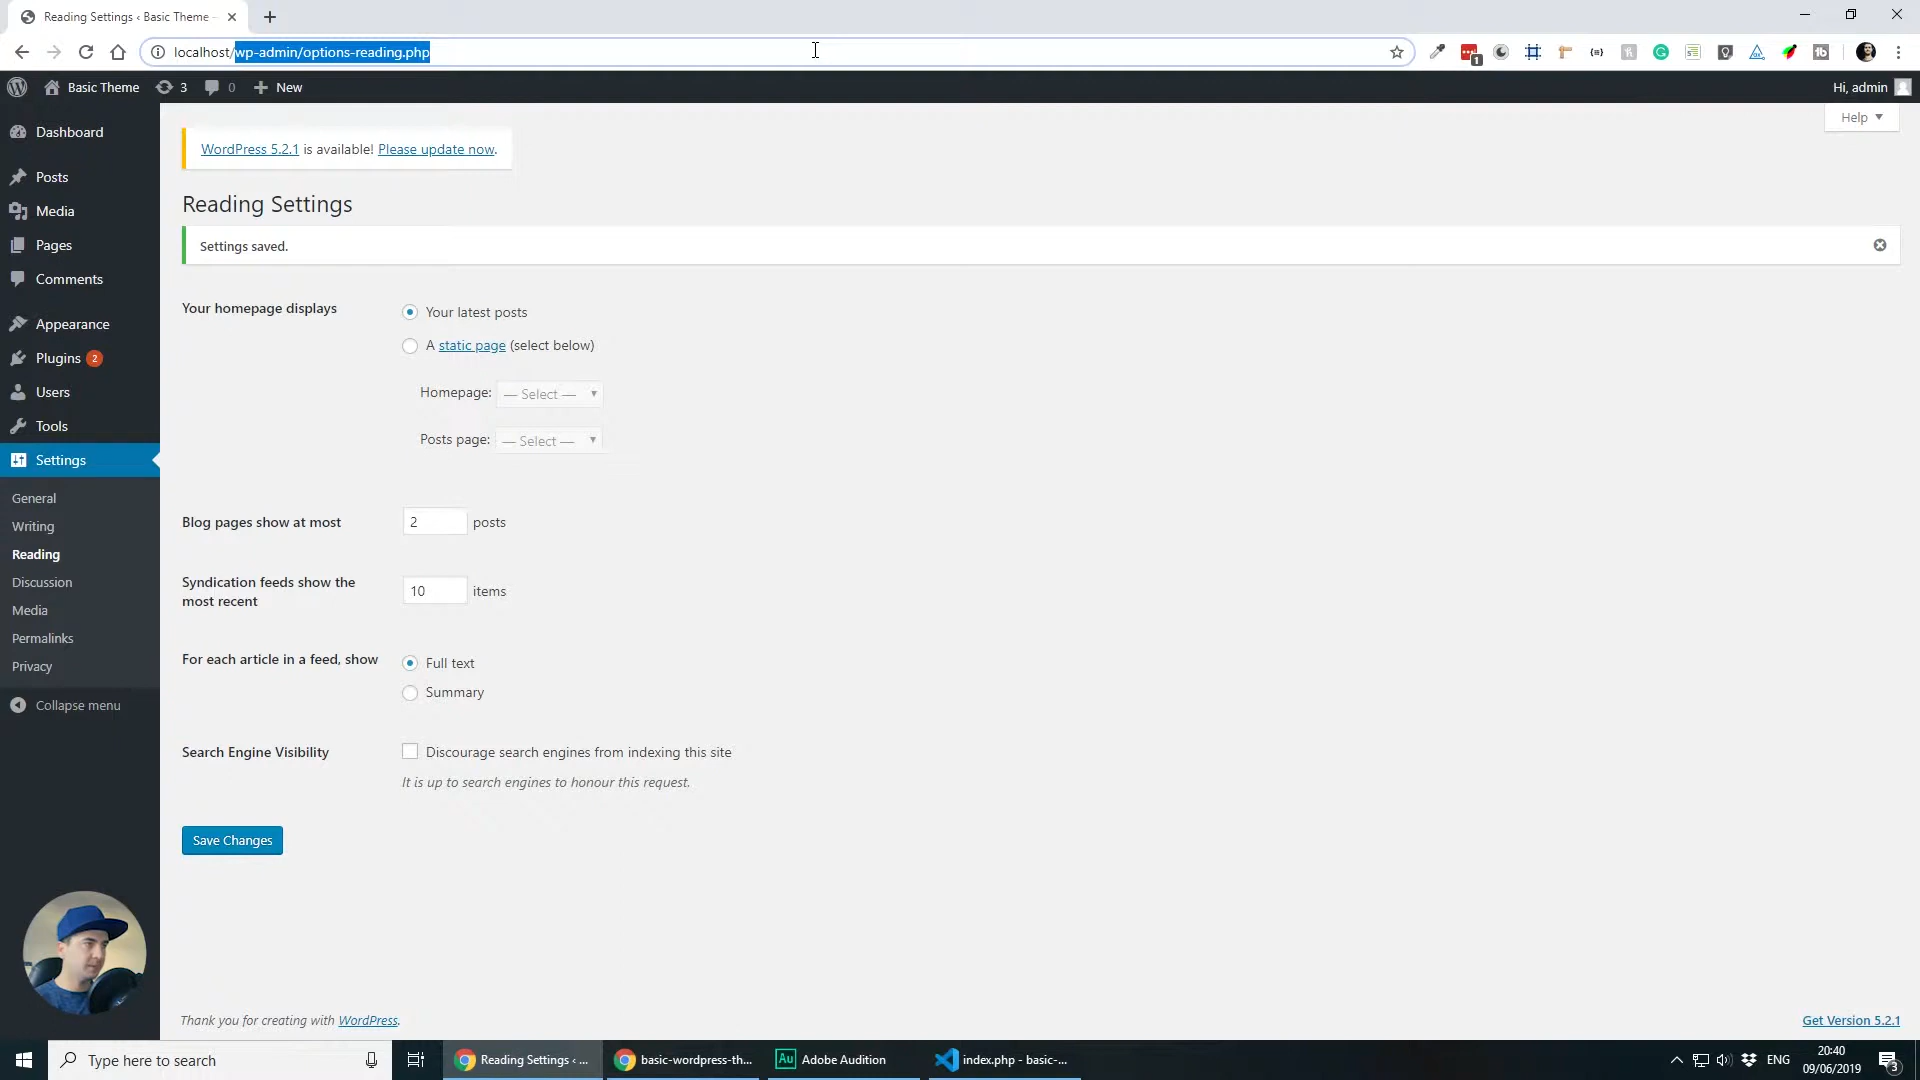 Reading Settings ‹ Basic Theme
localhost/wp-admin/options-reading.php
1
Basic Theme 3 0 New
Hi, admin
Help
Dashboard
Posts
Media
Pages
Comments
Appearance
Plugins 2
Users
Tools
Settings
General
Writing
Reading
Discussion
Media
Permalinks
Privacy
Collapse menu
WordPress 5.2.1 is available! Please update now.
Reading Settings
Settings saved.
Your homepage displays
Your latest posts
A static page (select below)
Homepage: — Select —
Posts page: — Select —
Blog pages show at most 2 posts
Syndication feeds show the
most recent
10 items
For each article in a feed, show
Full text
Summary
Search Engine Visibility
Discourage search engines from indexing this site
It is up to search engines to honour this request.
Save Changes
Thank you for creating with WordPress.
Get Version 5.2.1
Type here to search
Reading Settings ‹ ...
basic-wordpress-th...
Au Adobe Audition
index.php - basic-...
ENG
20:40
09/06/2019
3